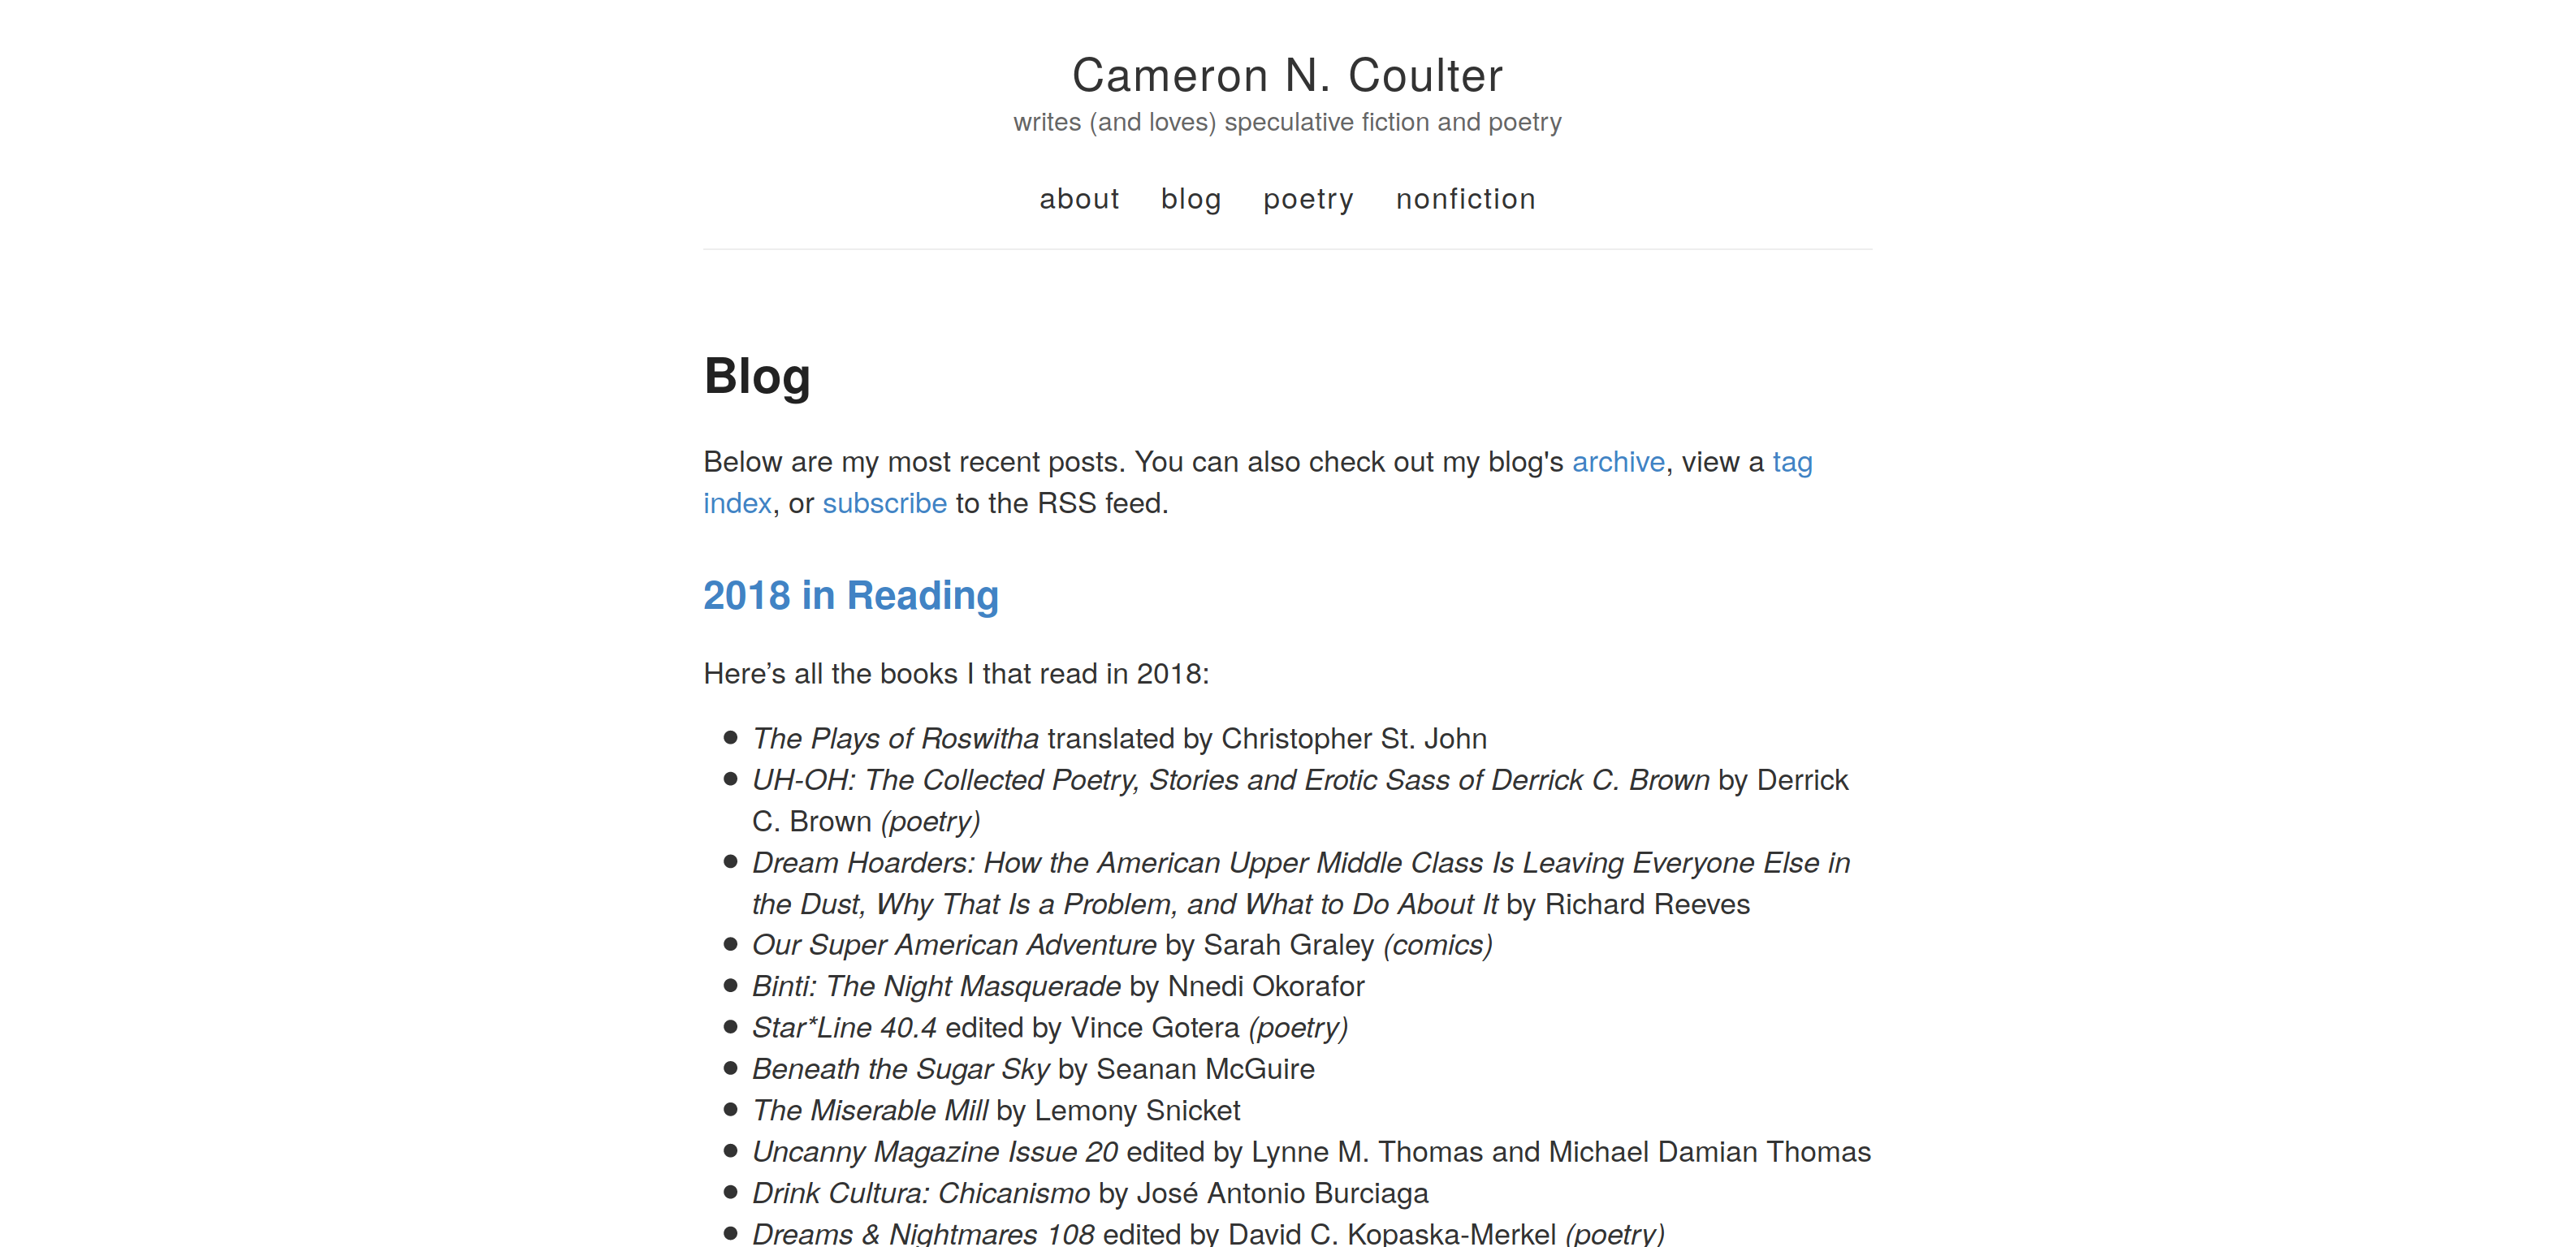 Cameron N. Coulter
writes (and loves) speculative fiction and poetry
about blog poetry nonfiction
Blog
Below are my most recent posts. You can also check out my blog's archive, view a tag
index, or subscribe to the RSS feed.
2018 in Reading
Here’s all the books I that read in 2018:
The Plays of Roswitha translated by Christopher St. John
UH-OH: The Collected Poetry, Stories and Erotic Sass of Derrick C. Brown by Derrick
C. Brown (poetry)
Dream Hoarders: How the American Upper Middle Class Is Leaving Everyone Else in
the Dust, Why That Is a Problem, and What to Do About It by Richard Reeves
Our Super American Adventure by Sarah Graley (comics)
Binti: The Night Masquerade by Nnedi Okorafor
Star*Line 40.4 edited by Vince Gotera (poetry)
Beneath the Sugar Sky by Seanan McGuire
The Miserable Mill by Lemony Snicket
Uncanny Magazine Issue 20 edited by Lynne M. Thomas and Michael Damian Thomas
Drink Cultura: Chicanismo by José Antonio Burciaga
Dreams & Nightmares 108 edited by David C. Kopaska-Merkel (poetry)